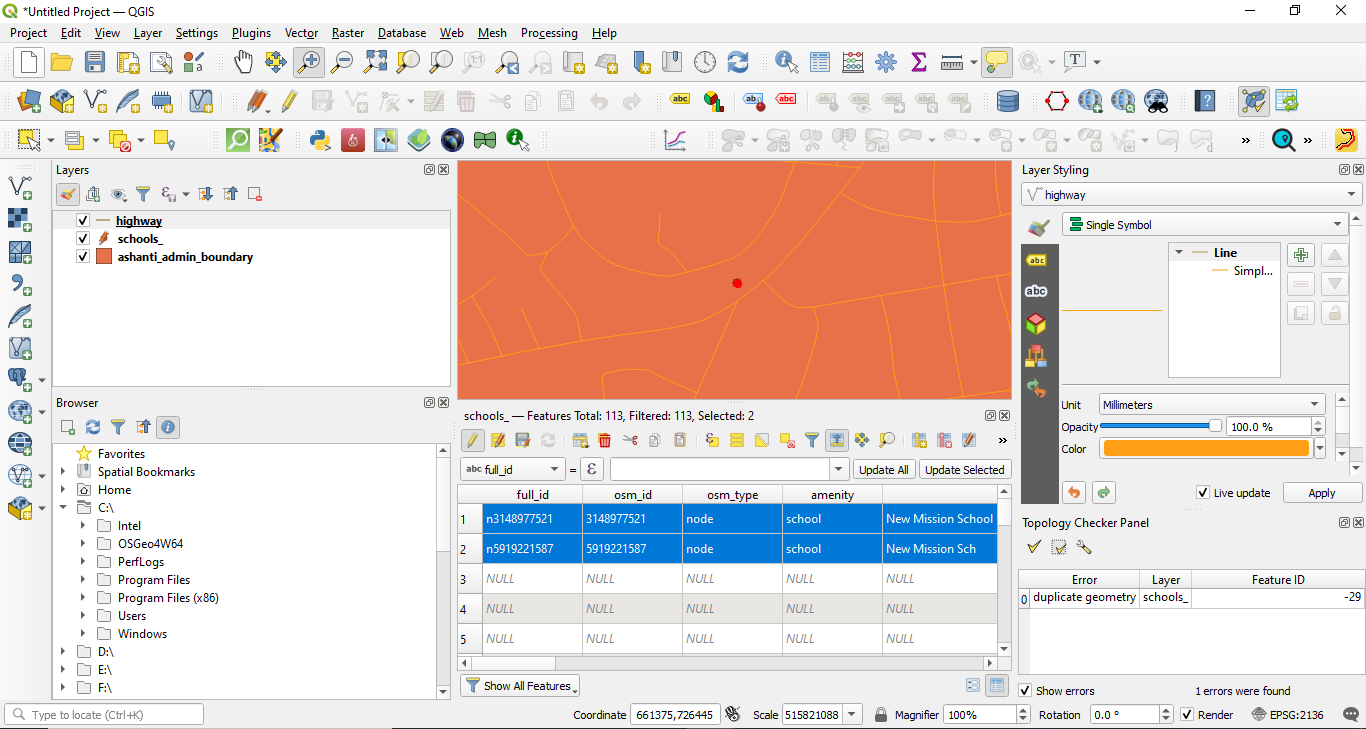 *Untitled Project — QGIS
Project Edit View Layer Settings Plugins Vector Raster Database Web Mesh Processing Help
Layers
highway
schools_
ashanti_admin_boundary
Browser
Favorites
Spatial Bookmarks
Home
C:\
Intel
OSGeo4W64
PerfLogs
Program Files
Program Files (x86)
Users
Windows
D:\
E:\
F:\
schools_ — Features Total: 113, Filtered: 113, Selected: 2
abc full_id = ε Update All Update Selected
full_id osm_id osm_type amenity
1 n3148977521 3148977521 node school New Mission School
2 n5919221587 5919221587 node school New Mission Sch
3 NULL NULL NULL NULL NULL
4 NULL NULL NULL NULL NULL
5 NULL NULL NULL NULL NULL
Show All Features
Layer Styling
highway
Single Symbol
abc
abc
Line
Simpl...
Unit Millimeters
Opacity 100.0 %
Color
Live update Apply
Topology Checker Panel
Error Layer Feature ID
0 duplicate geometry schools_ -29
Show errors 1 errors were found
Type to locate (Ctrl+K) Coordinate 661375,726445 Scale 515821088 Magnifier 100% Rotation 0.0 ° Render EPSG:2136